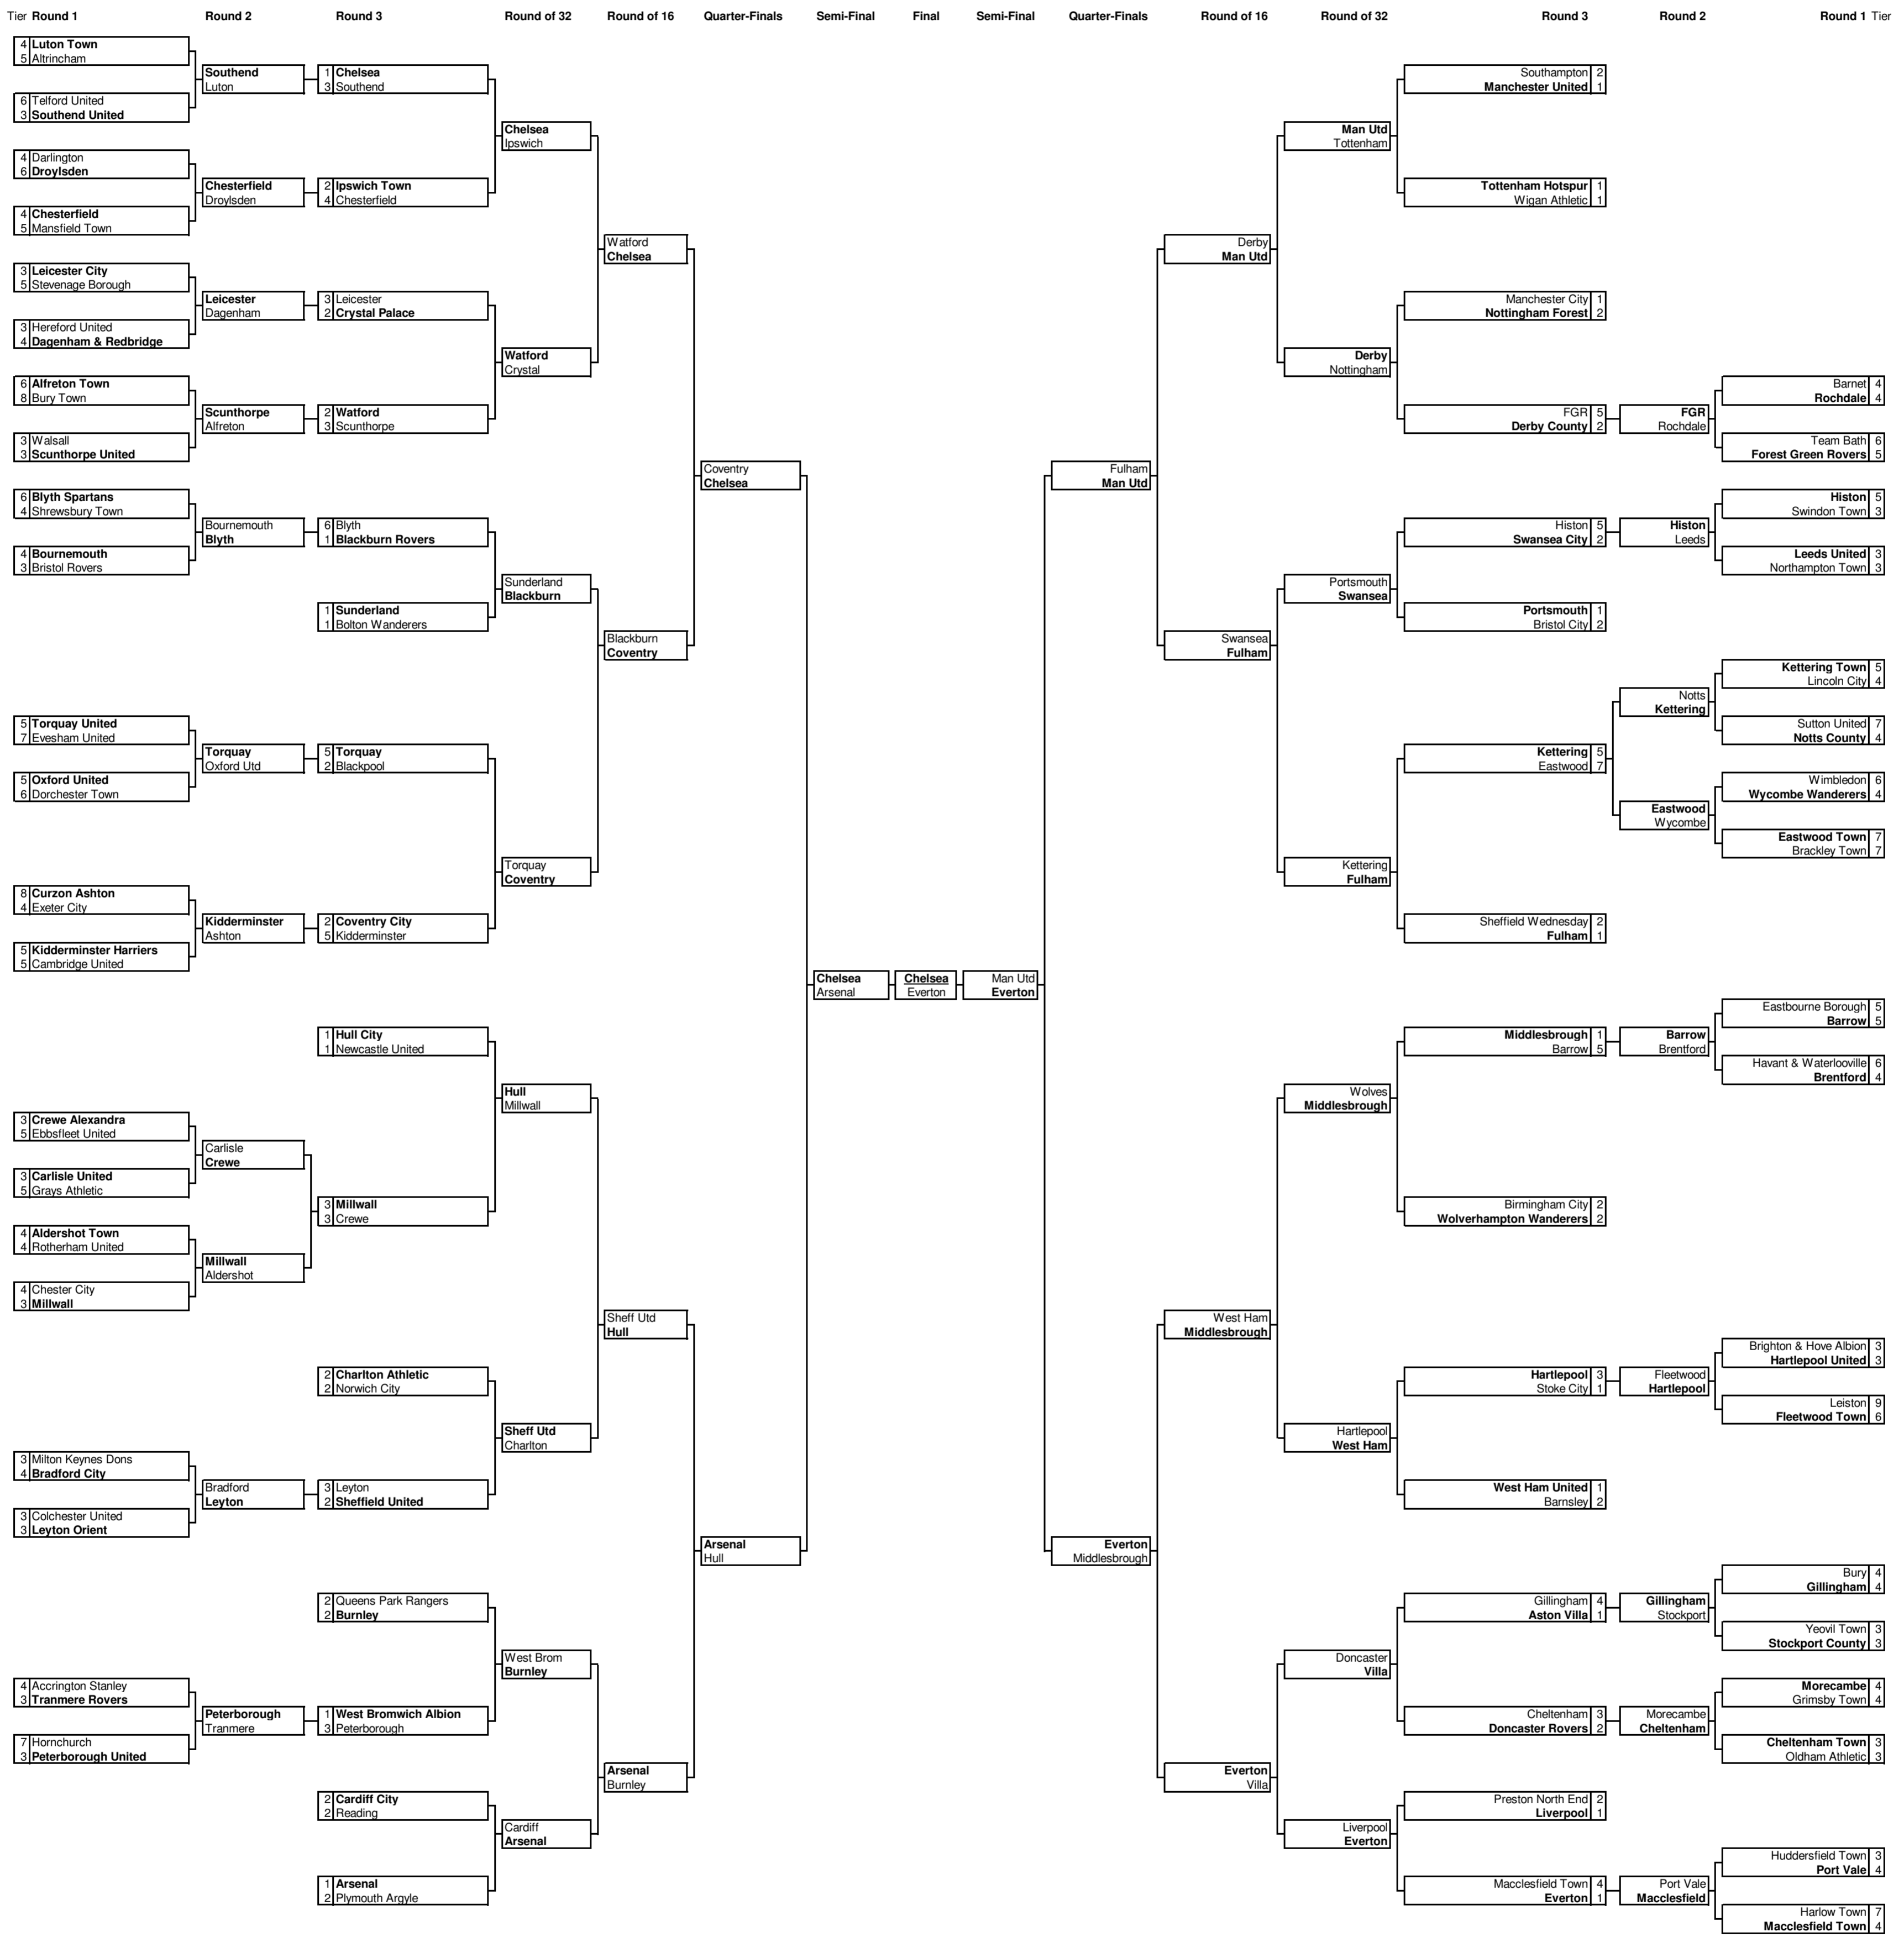 Tier Round 1 Round 2 Round 3 Round of 32 Round of 16 Quarter-Finals Semi-Final Final Semi-Final Quarter-Finals Round of 16 Round of 32 Round 3 Round 2 Round 1 Tier
4 Luton Town
5 Altrincham
6 Telford United
3 Southend United
4 Darlington
6 Droylsden
4 Chesterfield
5 Mansfield Town
3 Leicester City
5 Stevenage Borough
3 Hereford United
4 Dagenham & Redbridge
6 Alfreton Town
8 Bury Town
3 Walsall
3 Scunthorpe United
6 Blyth Spartans
4 Shrewsbury Town
4 Bournemouth
3 Bristol Rovers
5 Torquay United
7 Evesham United
5 Oxford United
6 Dorchester Town
8 Curzon Ashton
4 Exeter City
5 Kidderminster Harriers
5 Cambridge United
3 Crewe Alexandra
5 Ebbsfleet United
3 Carlisle United
5 Grays Athletic
4 Aldershot Town
4 Rotherham United
4 Chester City
3 Millwall
3 Milton Keynes Dons
4 Bradford City
3 Colchester United
3 Leyton Orient
4 Accrington Stanley
3 Tranmere Rovers
7 Hornchurch
3 Peterborough United
Southend
Luton
Chesterfield
Droylsden
Leicester
Dagenham
Scunthorpe
Alfreton
Bournemouth
Blyth
Torquay
Oxford Utd
Kidderminster
Ashton
Carlisle
Crewe
Millwall
Aldershot
Bradford
Leyton
Peterborough
Tranmere
1 Chelsea
3 Southend
2 Ipswich Town
4 Chesterfield
3 Leicester
2 Crystal Palace
2 Watford
3 Scunthorpe
6 Blyth
1 Blackburn Rovers
1 Sunderland
1 Bolton Wanderers
5 Torquay
2 Blackpool
2 Coventry City
5 Kidderminster
1 Hull City
1 Newcastle United
3 Millwall
3 Crewe
2 Charlton Athletic
2 Norwich City
3 Leyton
2 Sheffield United
2 Queens Park Rangers
2 Burnley
1 West Bromwich Albion
3 Peterborough
2 Cardiff City
2 Reading
1 Arsenal
2 Plymouth Argyle
Chelsea
Ipswich
Watford
Crystal
Sunderland
Blackburn
Torquay
Coventry
Hull
Millwall
Sheff Utd
Charlton
West Brom
Burnley
Cardiff
Arsenal
Watford
Chelsea
Blackburn
Coventry
Sheff Utd
Hull
Arsenal
Burnley
Coventry
Chelsea
Arsenal
Hull
Chelsea
Arsenal
Chelsea
Everton
Man Utd
Everton
Fulham
Man Utd
Everton
Middlesbrough
Derby
Man Utd
Swansea
Fulham
West Ham
Middlesbrough
Everton
Villa
Man Utd
Tottenham
Derby
Nottingham
Portsmouth
Swansea
Kettering
Fulham
Wolves
Middlesbrough
Hartlepool
West Ham
Doncaster
Villa
Liverpool
Everton
Southampton 2
Manchester United 1
Tottenham Hotspur 1
Wigan Athletic 1
Manchester City 1
Nottingham Forest 2
FGR 5
Derby County 2
Histon 5
Swansea City 2
Portsmouth 1
Bristol City 2
Kettering 5
Eastwood 7
Sheffield Wednesday 2
Fulham 1
Middlesbrough 1
Barrow 5
Birmingham City 2
Wolverhampton Wanderers 2
Hartlepool 3
Stoke City 1
West Ham United 1
Barnsley 2
Gillingham 4
Aston Villa 1
Cheltenham 3
Doncaster Rovers 2
Preston North End 2
Liverpool 1
Macclesfield Town 4
Everton 1
FGR
Rochdale
Histon
Leeds
Notts
Kettering
Eastwood
Wycombe
Barrow
Brentford
Fleetwood
Hartlepool
Gillingham
Stockport
Morecambe
Cheltenham
Port Vale
Macclesfield
Barnet 4
Rochdale 4
Team Bath 6
Forest Green Rovers 5
Histon 5
Swindon Town 3
Leeds United 3
Northampton Town 3
Kettering Town 5
Lincoln City 4
Sutton United 7
Notts County 4
Wimbledon 6
Wycombe Wanderers 4
Eastwood Town 7
Brackley Town 7
Eastbourne Borough 5
Barrow 5
Havant & Waterlooville 6
Brentford 4
Brighton & Hove Albion 3
Hartlepool United 3
Leiston 9
Fleetwood Town 6
Bury 4
Gillingham 4
Yeovil Town 3
Stockport County 3
Morecambe 4
Grimsby Town 4
Cheltenham Town 3
Oldham Athletic 3
Huddersfield Town 3
Port Vale 4
Harlow Town 7
Macclesfield Town 4